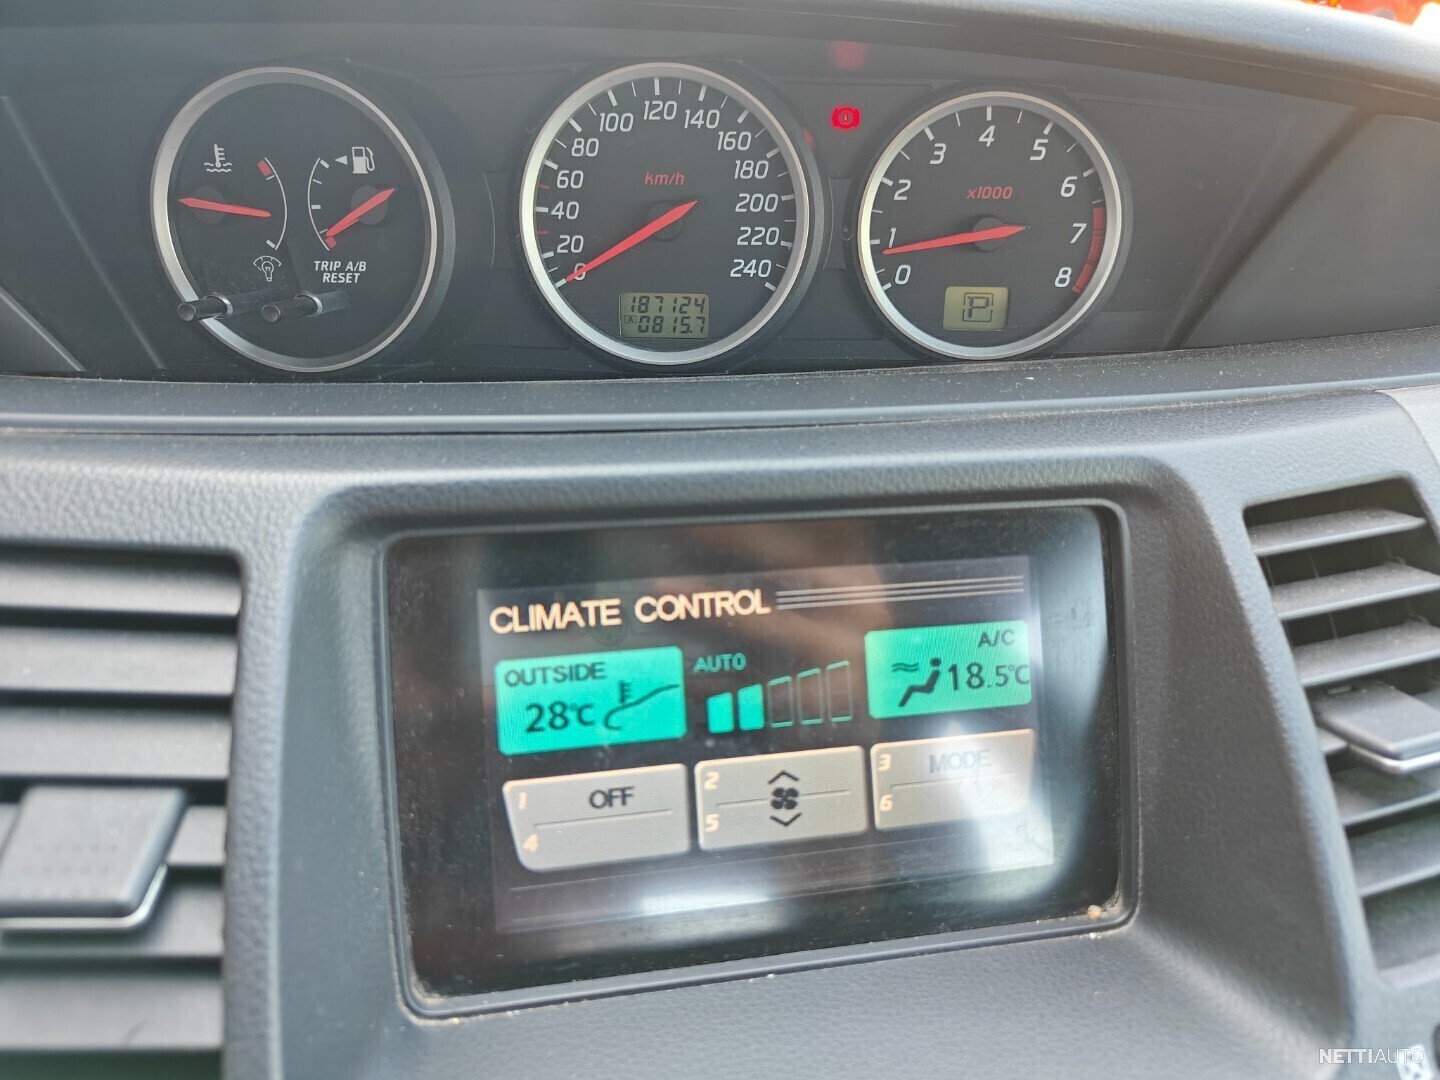 TRIP A/B
RESET
0
20
40
60
80
100
120
140
160
180
200
220
240
km/h
187124
A 0815.7
0
1
2
3
4
5
6
7
8
x1000
P
CLIMATE CONTROL
OUTSIDE
28°C
AUTO
A/C
18.5°C
1 OFF
4
2
5
3 MODE
6
NETTIAUTO